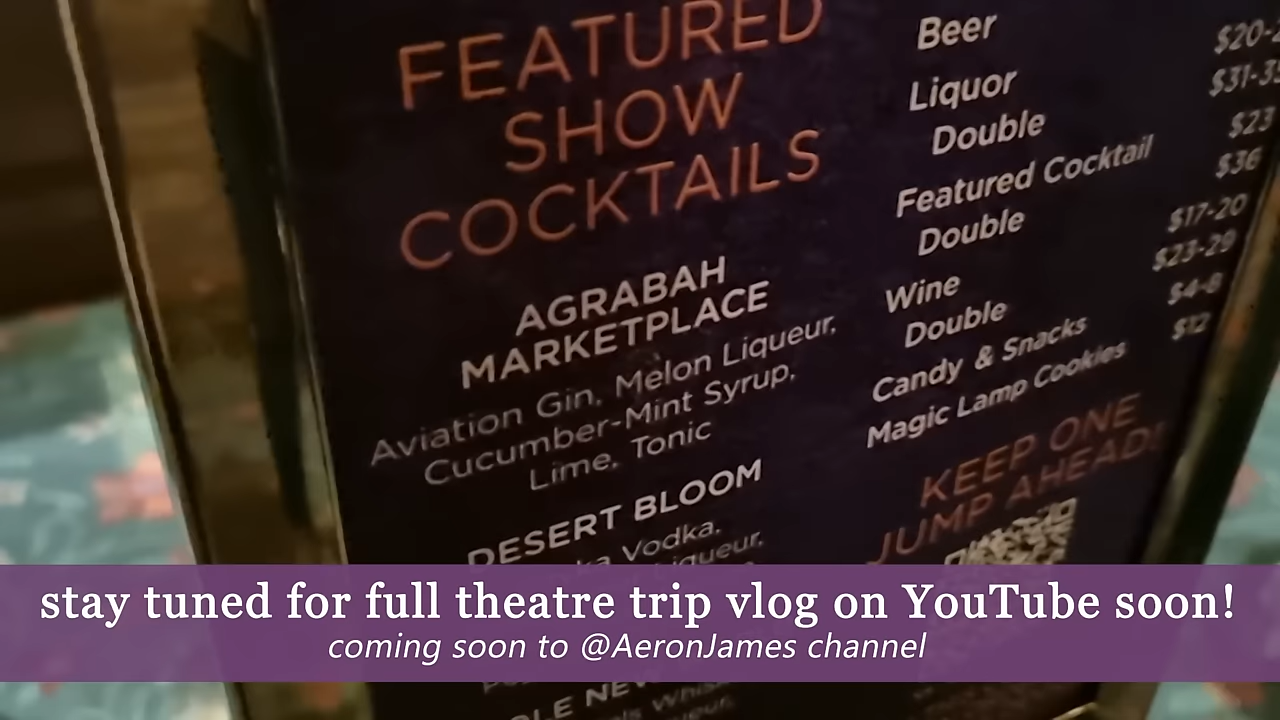 FEATURED
SHOW
COCKTAILS
AGRABAH
MARKETPLACE
Aviation Gin, Melon Liqueur,
Cucumber-Mint Syrup,
Lime, Tonic
DESERT BLOOM
Vodka,
Beer
Liquor
Double
Featured Cocktail
Double
Wine
Double
Candy & Snacks
Magic Lamp Cookies
$23
$36
$17-20
$23-29
$4-8
$12
KEEP ONE
JUMP AHEAD!
stay tuned for full theatre trip vlog on YouTube soon!
coming soon to @AeronJames channel